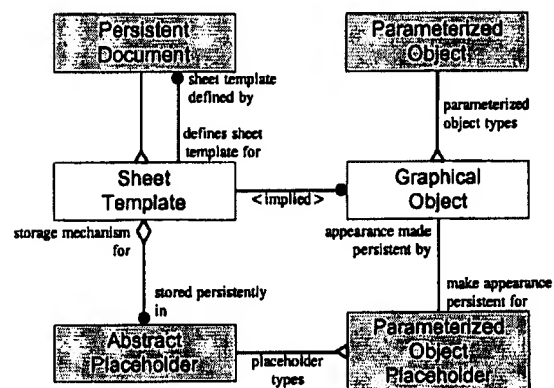 Persistent
Document
Parameterized
Object
sheet template
defined by
parameterized
object types
defines sheet
template for
Sheet
Template
< implied >
Graphical
Object
storage mechanism
for
appearance made
persistent by
make appearance
persistent for
stored persistently
in
Abstract
Placeholder
placeholder
types
Parameterized
Object
Placeholder